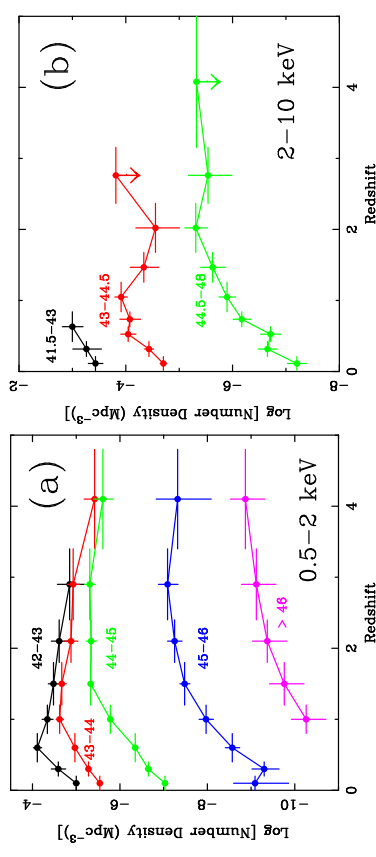 (a)
0.5−2 keV
42−43
43−44
44−45
45−46
> 46
−4
−6
−8
−10
0
2
4
Redshift
Log [ Number Density (Mpc⁻³)]
(b)
2−10 keV
41.5−43
43−44.5
44.5−48
−2
−4
−6
−8
0
2
4
Redshift
Log [ Number Density (Mpc⁻³)]